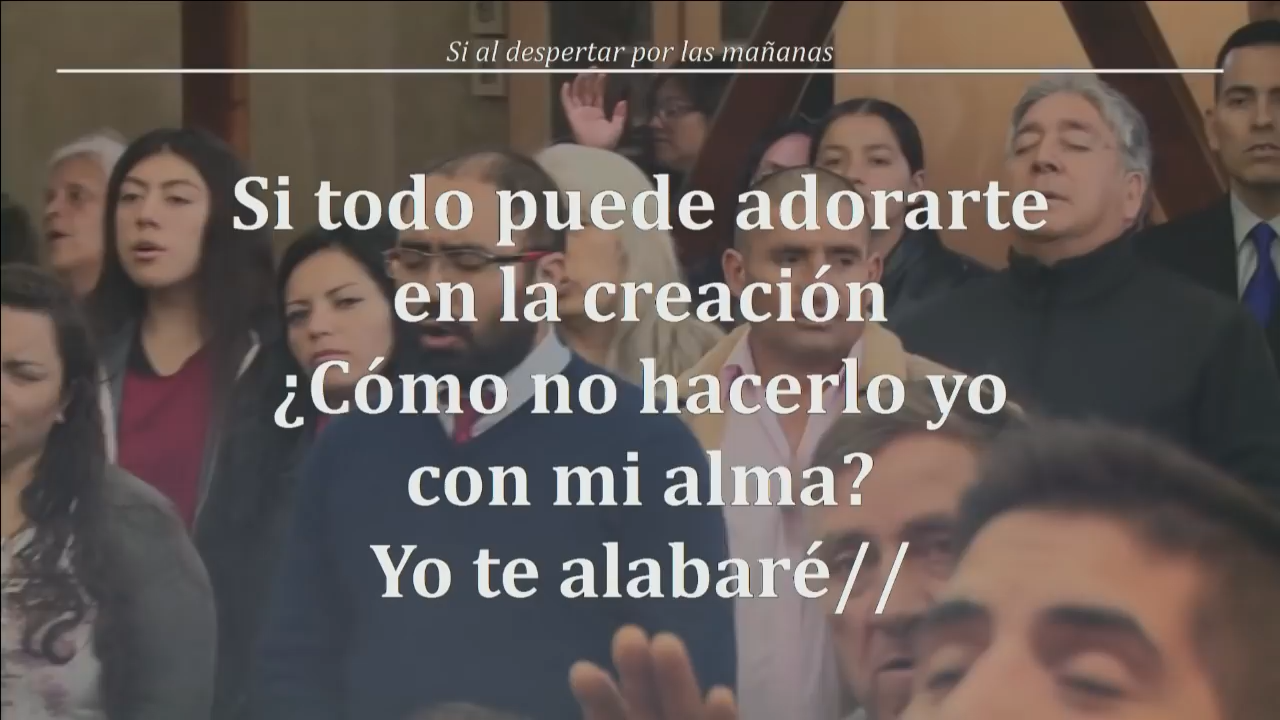 Si al despertar por las mañanas
Si todo puede adorarte
en la creación
¿Cómo no hacerlo yo
con mi alma?
Yo te alabaré//